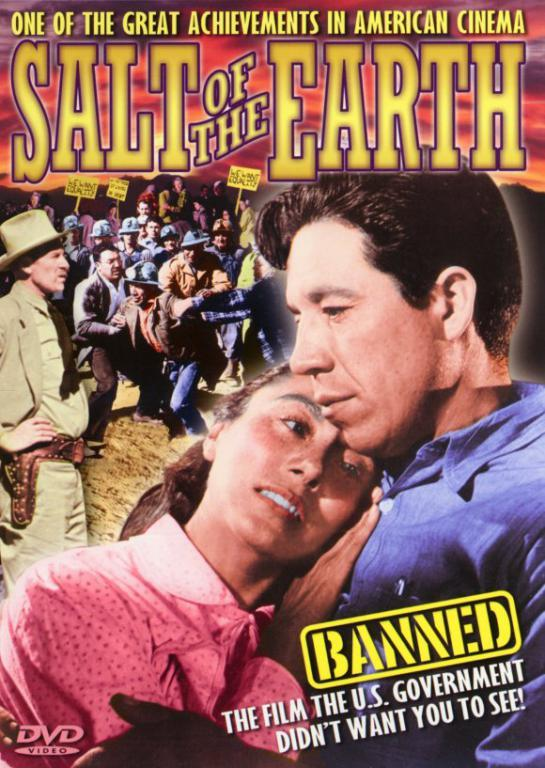 ONE OF THE GREAT ACHIEVEMENTS IN AMERICAN CINEMA
SALT OF THE EARTH
WE WANT EQUALITY
WE WANT EQUALITY
BANNED
THE FILM THE U.S. GOVERNMENT
DIDN'T WANT YOU TO SEE!
DVD
VIDEO